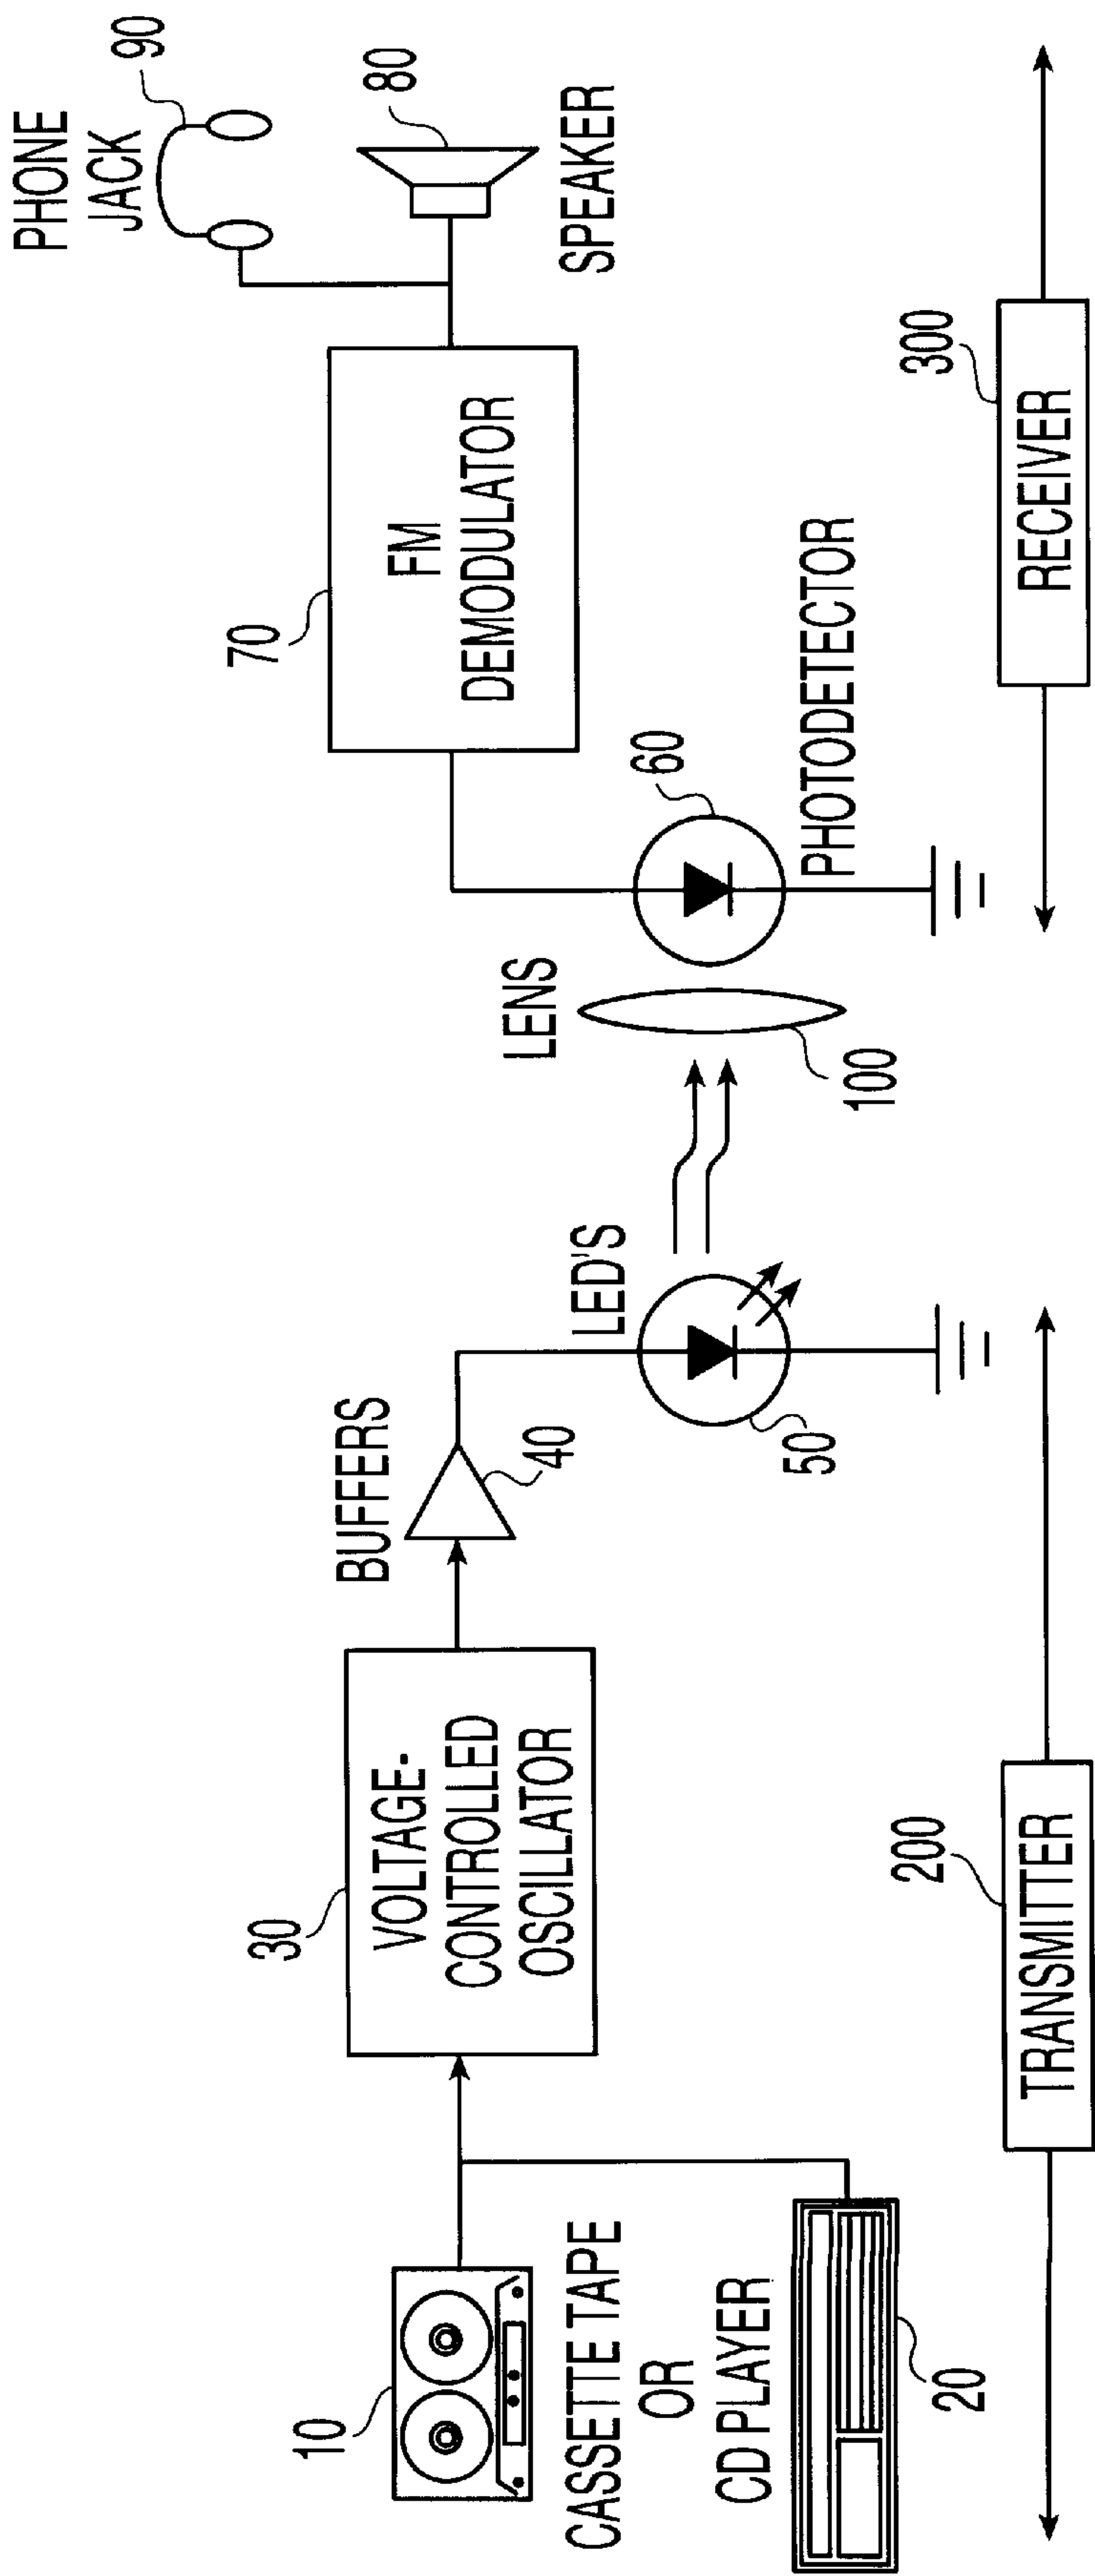 10
CASSETTE TAPE
OR
CD PLAYER
20
30
VOLTAGE-
CONTROLLED
OSCILLATOR
BUFFERS
40
LED'S
50
LENS
100
60
PHOTODETECTOR
70
FM
DEMODULATOR
PHONE
JACK
90
80
SPEAKER
200
TRANSMITTER
300
RECEIVER